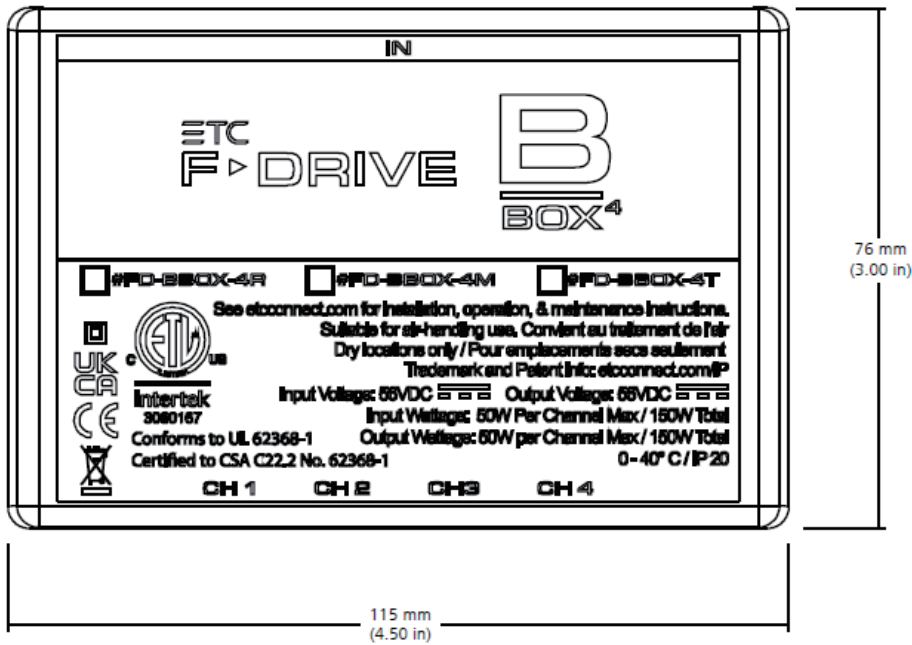 IN
ETC
F DRIVE
B
BOX⁴
#FD-BBOX-4R #FD-BBOX-4M #FD-BBOX-4T
See etcconnect.com for installation, operation, & maintenance instructions.
Suitable for air-handling use, Convient au traitement de l'air
Dry locations only / Pour emplacements secs seulement
Trademark and Patent Info: etcconnect.com/IP
UK
CA
CE
ETL
C US
Intertek
3060167
Input Voltage: 56VDC Output Voltage: 56VDC
Input Wattage: 50W Per Channel Max / 150W Total
Conforms to UL 62368-1 Output Wattage: 50W per Channel Max / 150W Total
Certified to CSA C22.2 No. 62368-1 0-40° C / IP 20
CH 1 CH 2 CH3 CH 4
76 mm
(3.00 in)
115 mm
(4.50 in)